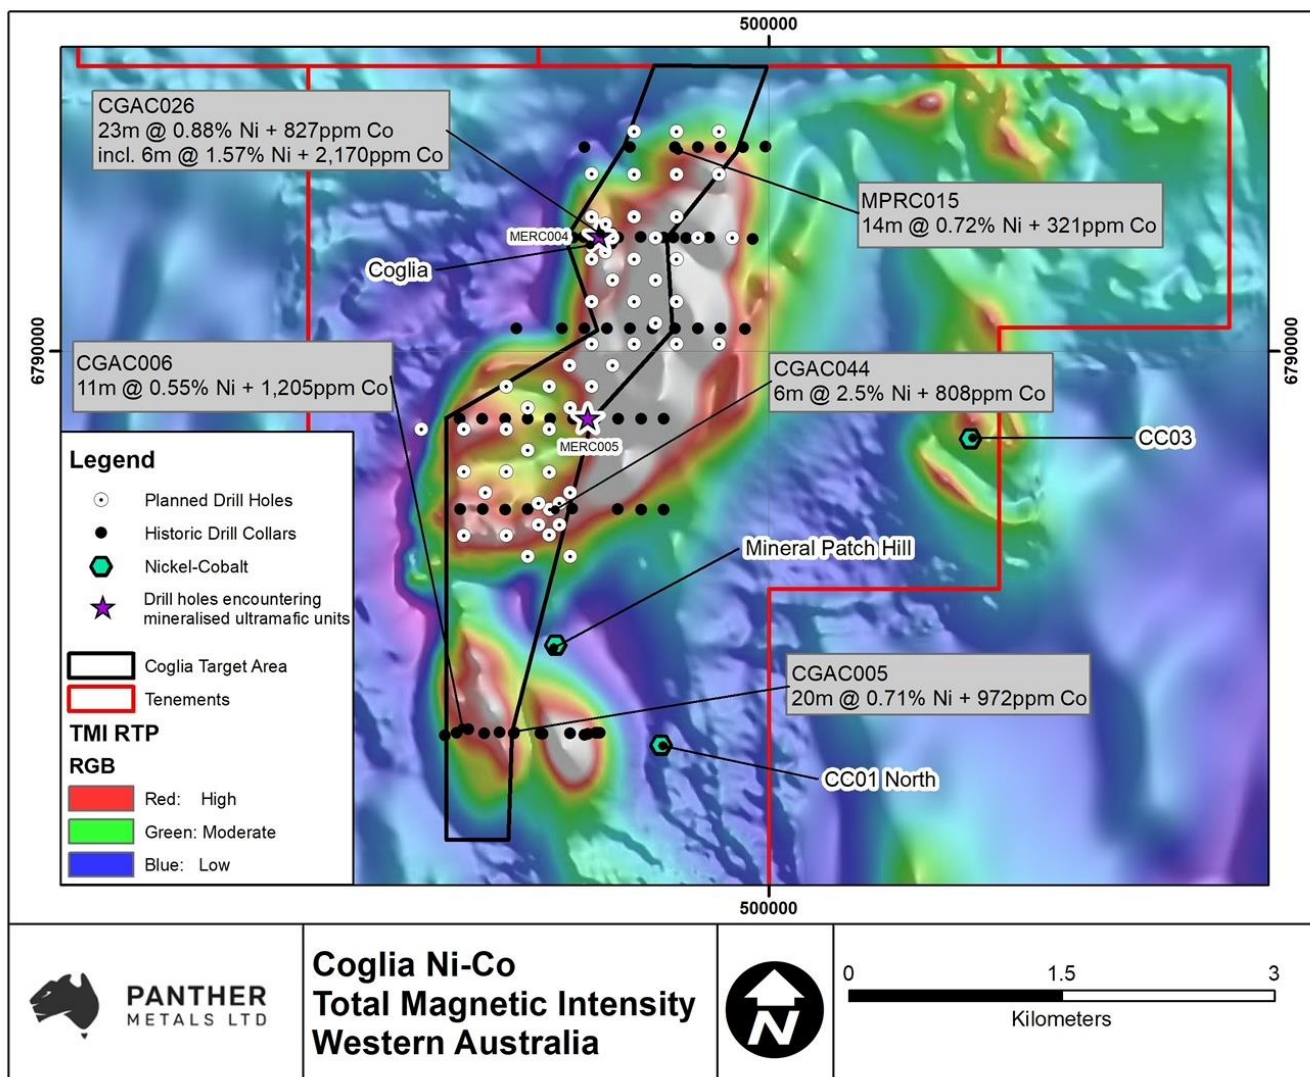 500000
CGAC026
23m @ 0.88% Ni + 827ppm Co
incl. 6m @ 1.57% Ni + 2,170ppm Co
MPRC015
14m @ 0.72% Ni + 321ppm Co
MERC004
Coglia
6790000
6790000
CGAC006
11m @ 0.55% Ni + 1,205ppm Co
CGAC044
6m @ 2.5% Ni + 808ppm Co
MERC005
CC03
Mineral Patch Hill
CGAC005
20m @ 0.71% Ni + 972ppm Co
CC01 North
Legend
Planned Drill Holes
Historic Drill Collars
Nickel-Cobalt
Drill holes encountering
mineralised ultramafic units
Coglia Target Area
Tenements
TMI RTP
RGB
Red: High
Green: Moderate
Blue: Low
500000
PANTHER
METALS LTD
Coglia Ni-Co
Total Magnetic Intensity
Western Australia
N
0 1.5 3
Kilometers